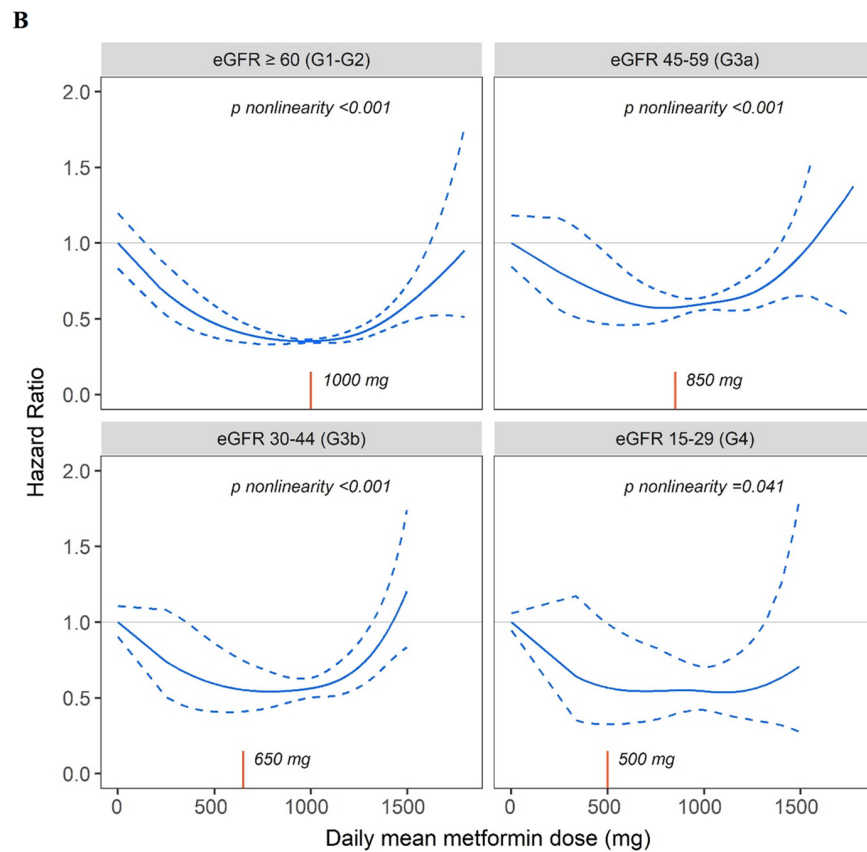 B
eGFR ≥ 60 (G1-G2)
eGFR 45-59 (G3a)
p nonlinearity <0.001
p nonlinearity <0.001
2.0
1.5
1.0
0.5
0.0
1000 mg
850 mg
eGFR 30-44 (G3b)
eGFR 15-29 (G4)
p nonlinearity <0.001
p nonlinearity =0.041
2.0
1.5
1.0
0.5
0.0
650 mg
500 mg
0 500 1000 1500
0 500 1000 1500
Hazard Ratio
Daily mean metformin dose (mg)